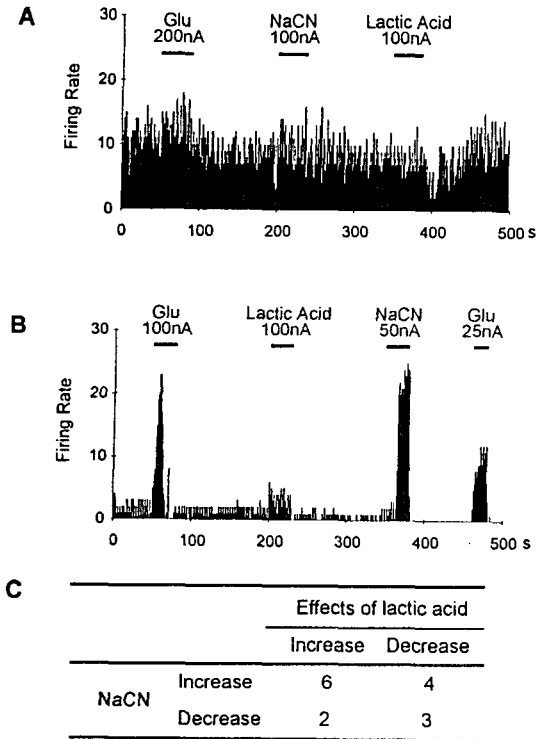 A
Glu NaCN Lactic Acid
200nA 100nA 100nA
30
20
10
0
Firing Rate
0 100 200 300 400 500 s
B
Glu Lactic Acid NaCN Glu
100nA 100nA 50nA 25nA
30
20
10
0
Firing Rate
0 100 200 300 400 500 s
C
Effects of lactic acid
Increase Decrease
NaCN
Increase 6 4
Decrease 2 3